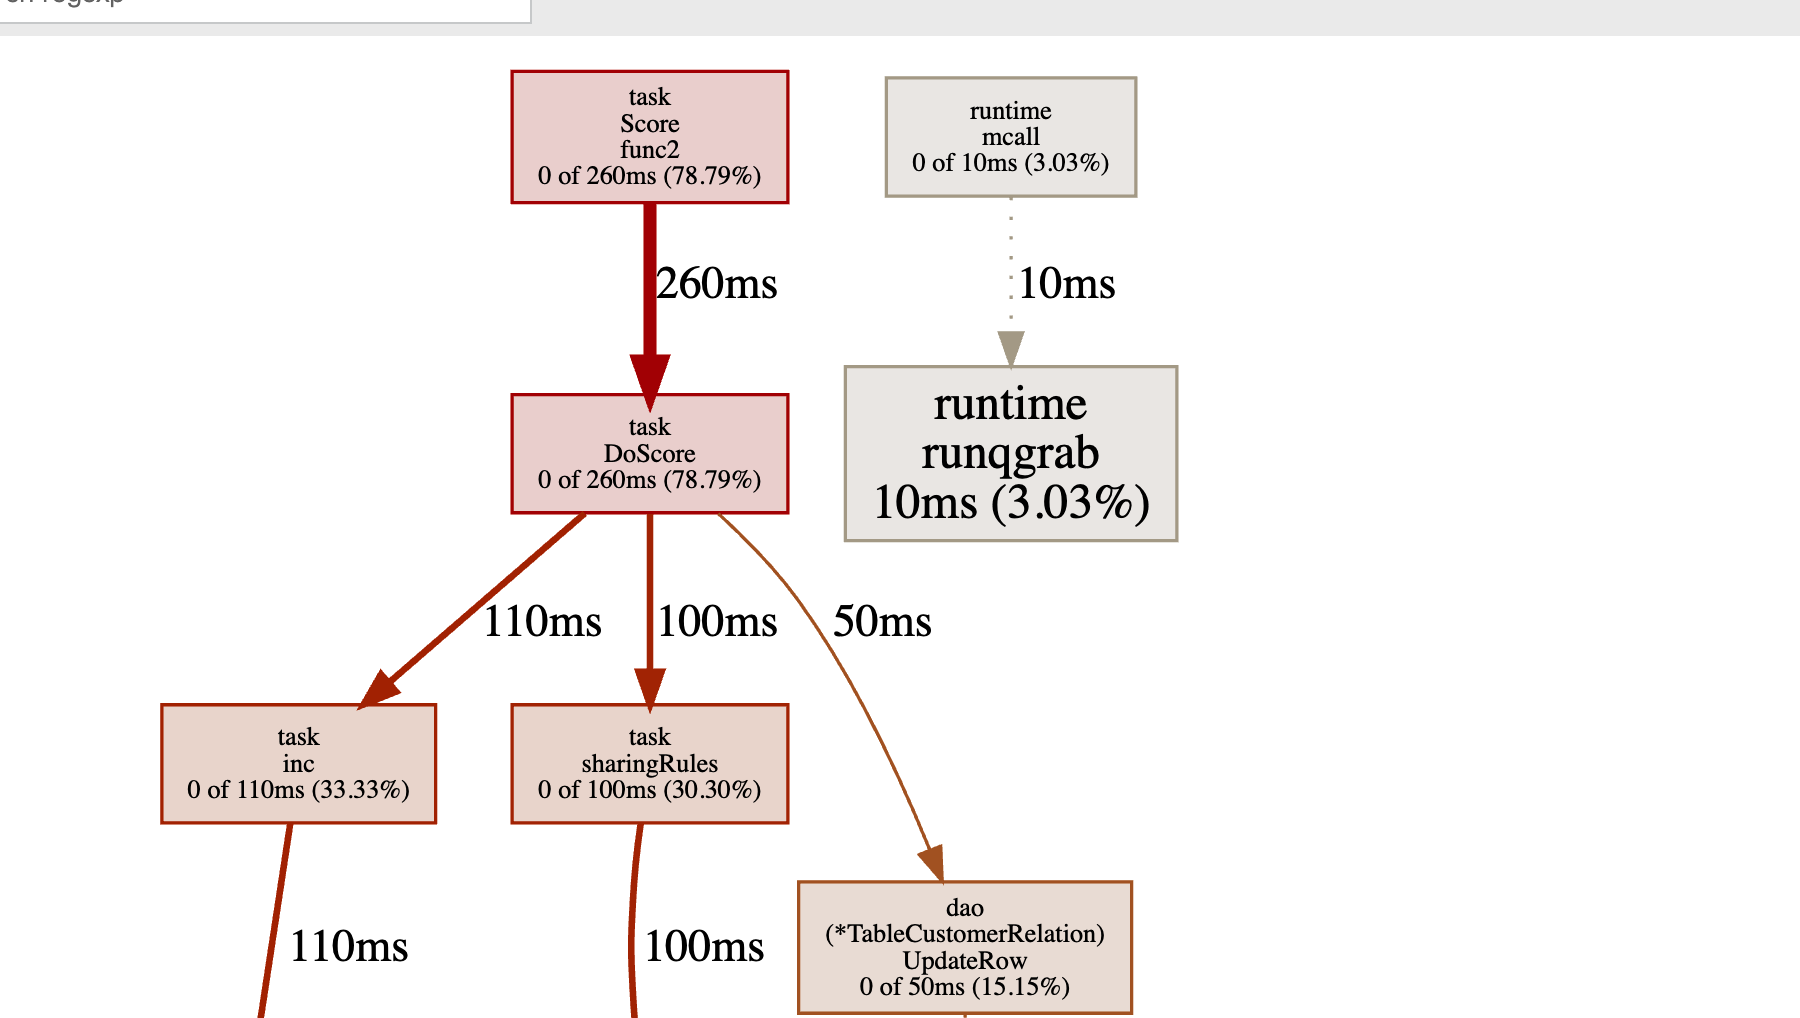 task
Score
func2
0 of 260ms (78.79%)
runtime
mcall
0 of 10ms (3.03%)
260ms
10ms
task
DoScore
0 of 260ms (78.79%)
runtime
runqgrab
10ms (3.03%)
110ms
100ms
50ms
task
inc
0 of 110ms (33.33%)
task
sharingRules
0 of 100ms (30.30%)
dao
(*TableCustomerRelation)
UpdateRow
0 of 50ms (15.15%)
110ms
100ms